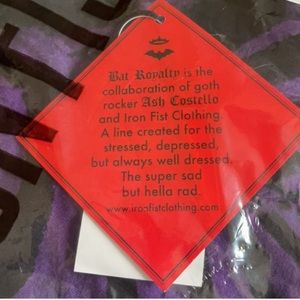 Bat Royalty is the
collaboration of goth
rocker Ash Costello
and Iron Fist Clothing
A line created for the
stressed, depressed,
but always well dressed.
The super sad
but hella rad.
www.ironfistclothing.com